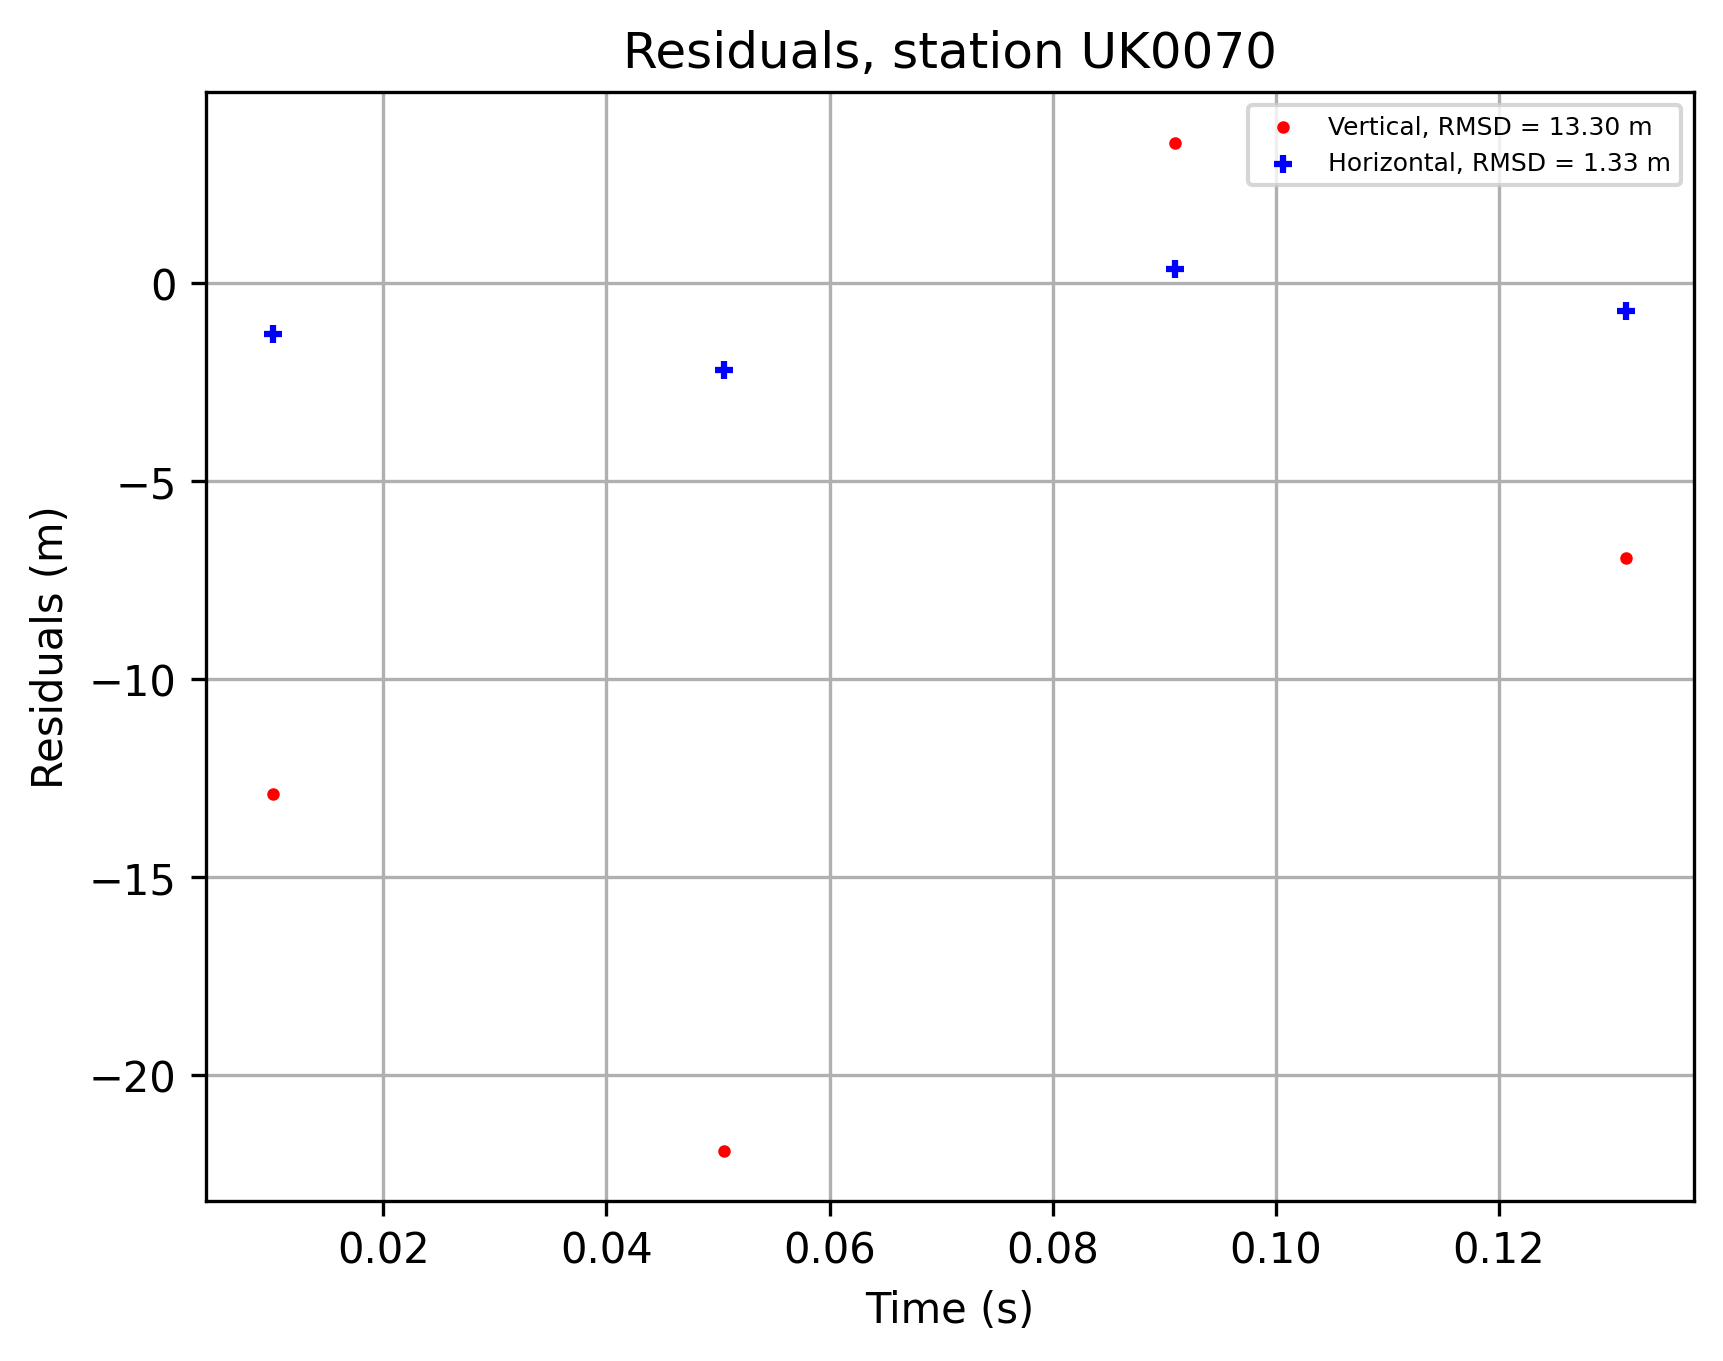 Residuals, station UK0070
Vertical, RMSD = 13.30 m
Horizontal, RMSD = 1.33 m
Residuals (m)
0
−5
−10
−15
−20
0.02 0.04 0.06 0.08 0.10 0.12
Time (s)